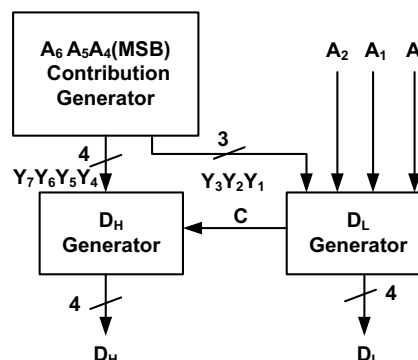 A6 A5A4(MSB)
Contribution
Generator
A2 A1 A
4
3
Y7Y6Y5Y4
Y3Y2Y1
DH
Generator
C
DL
Generator
4
4
DH
DL